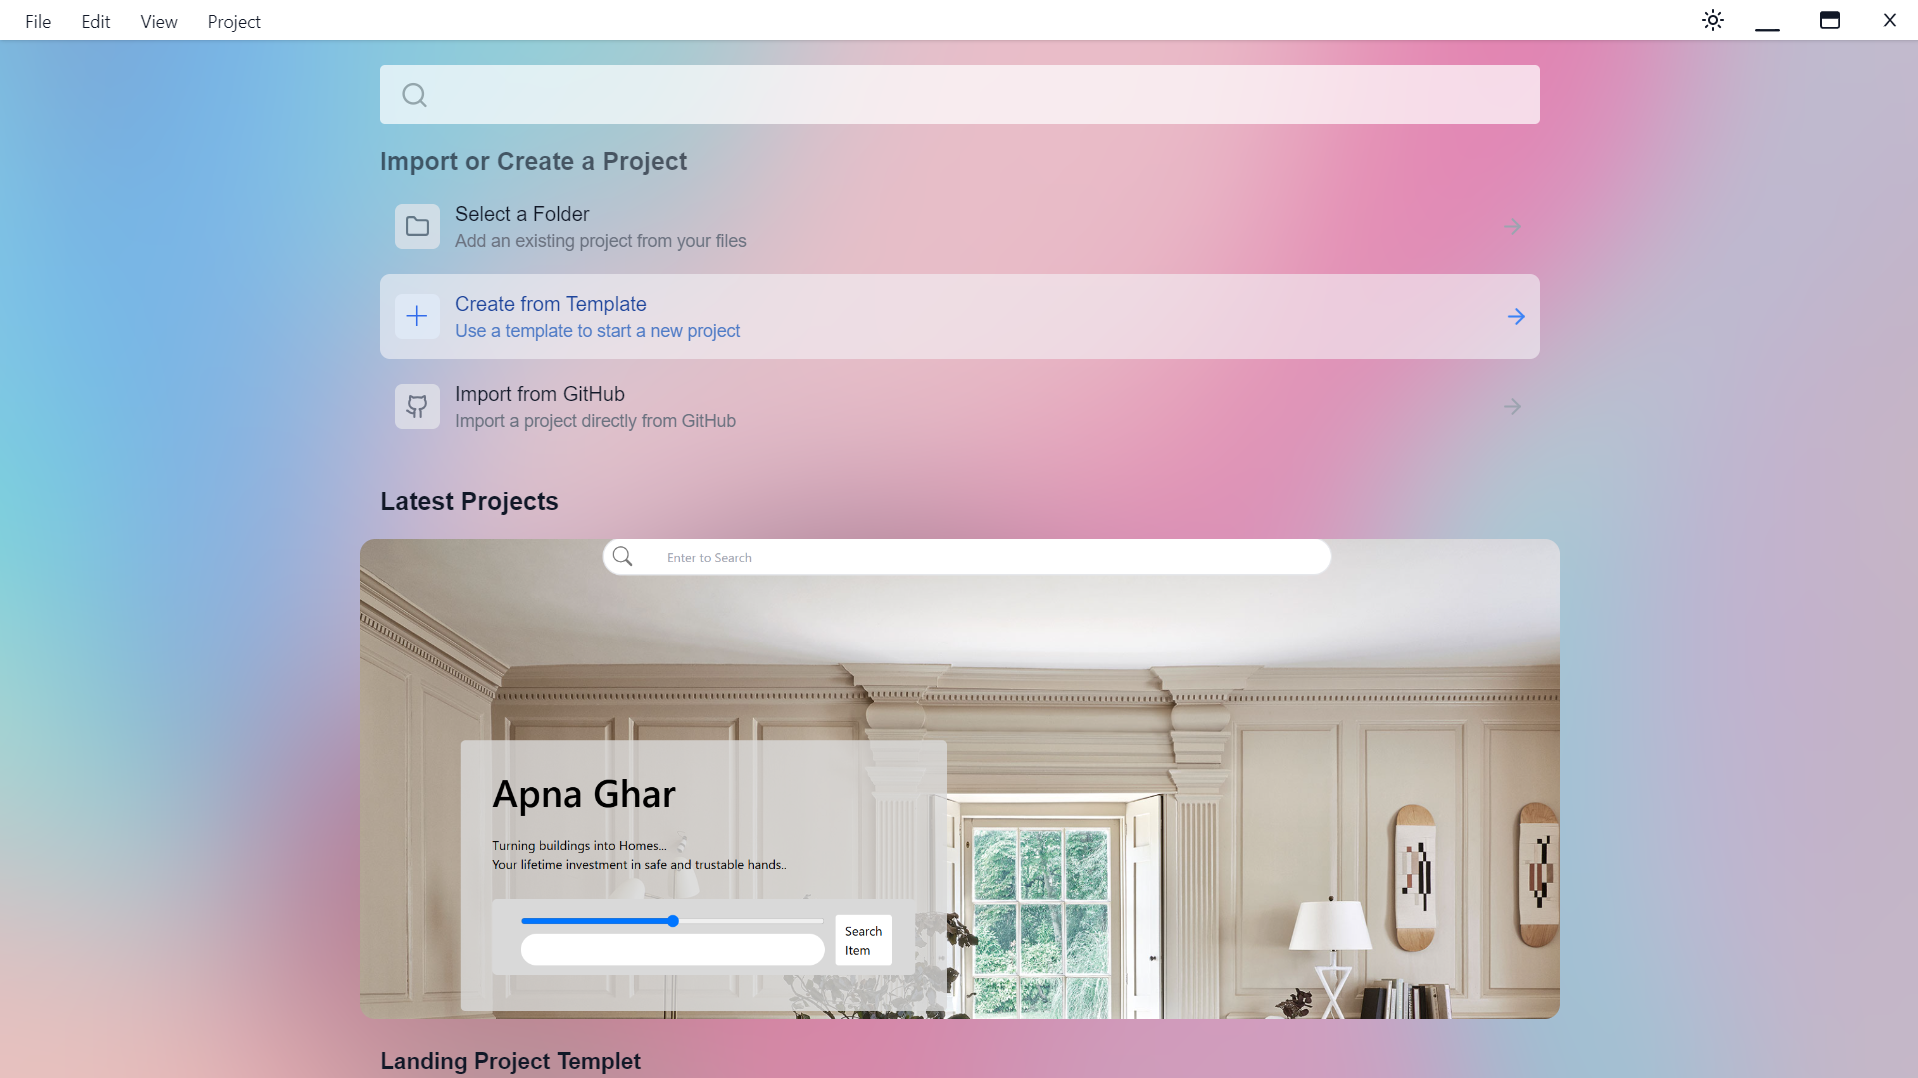 File Edit View Project X
Import or Create a Project
Select a Folder
Add an existing project from your files
Create from Template
Use a template to start a new project
Import from GitHub
Import a project directly from GitHub
Latest Projects
Enter to Search
Apna Ghar
Turning buildings into Homes...
Your lifetime investment in safe and trustable hands..
Search
Item
Landing Project Templet